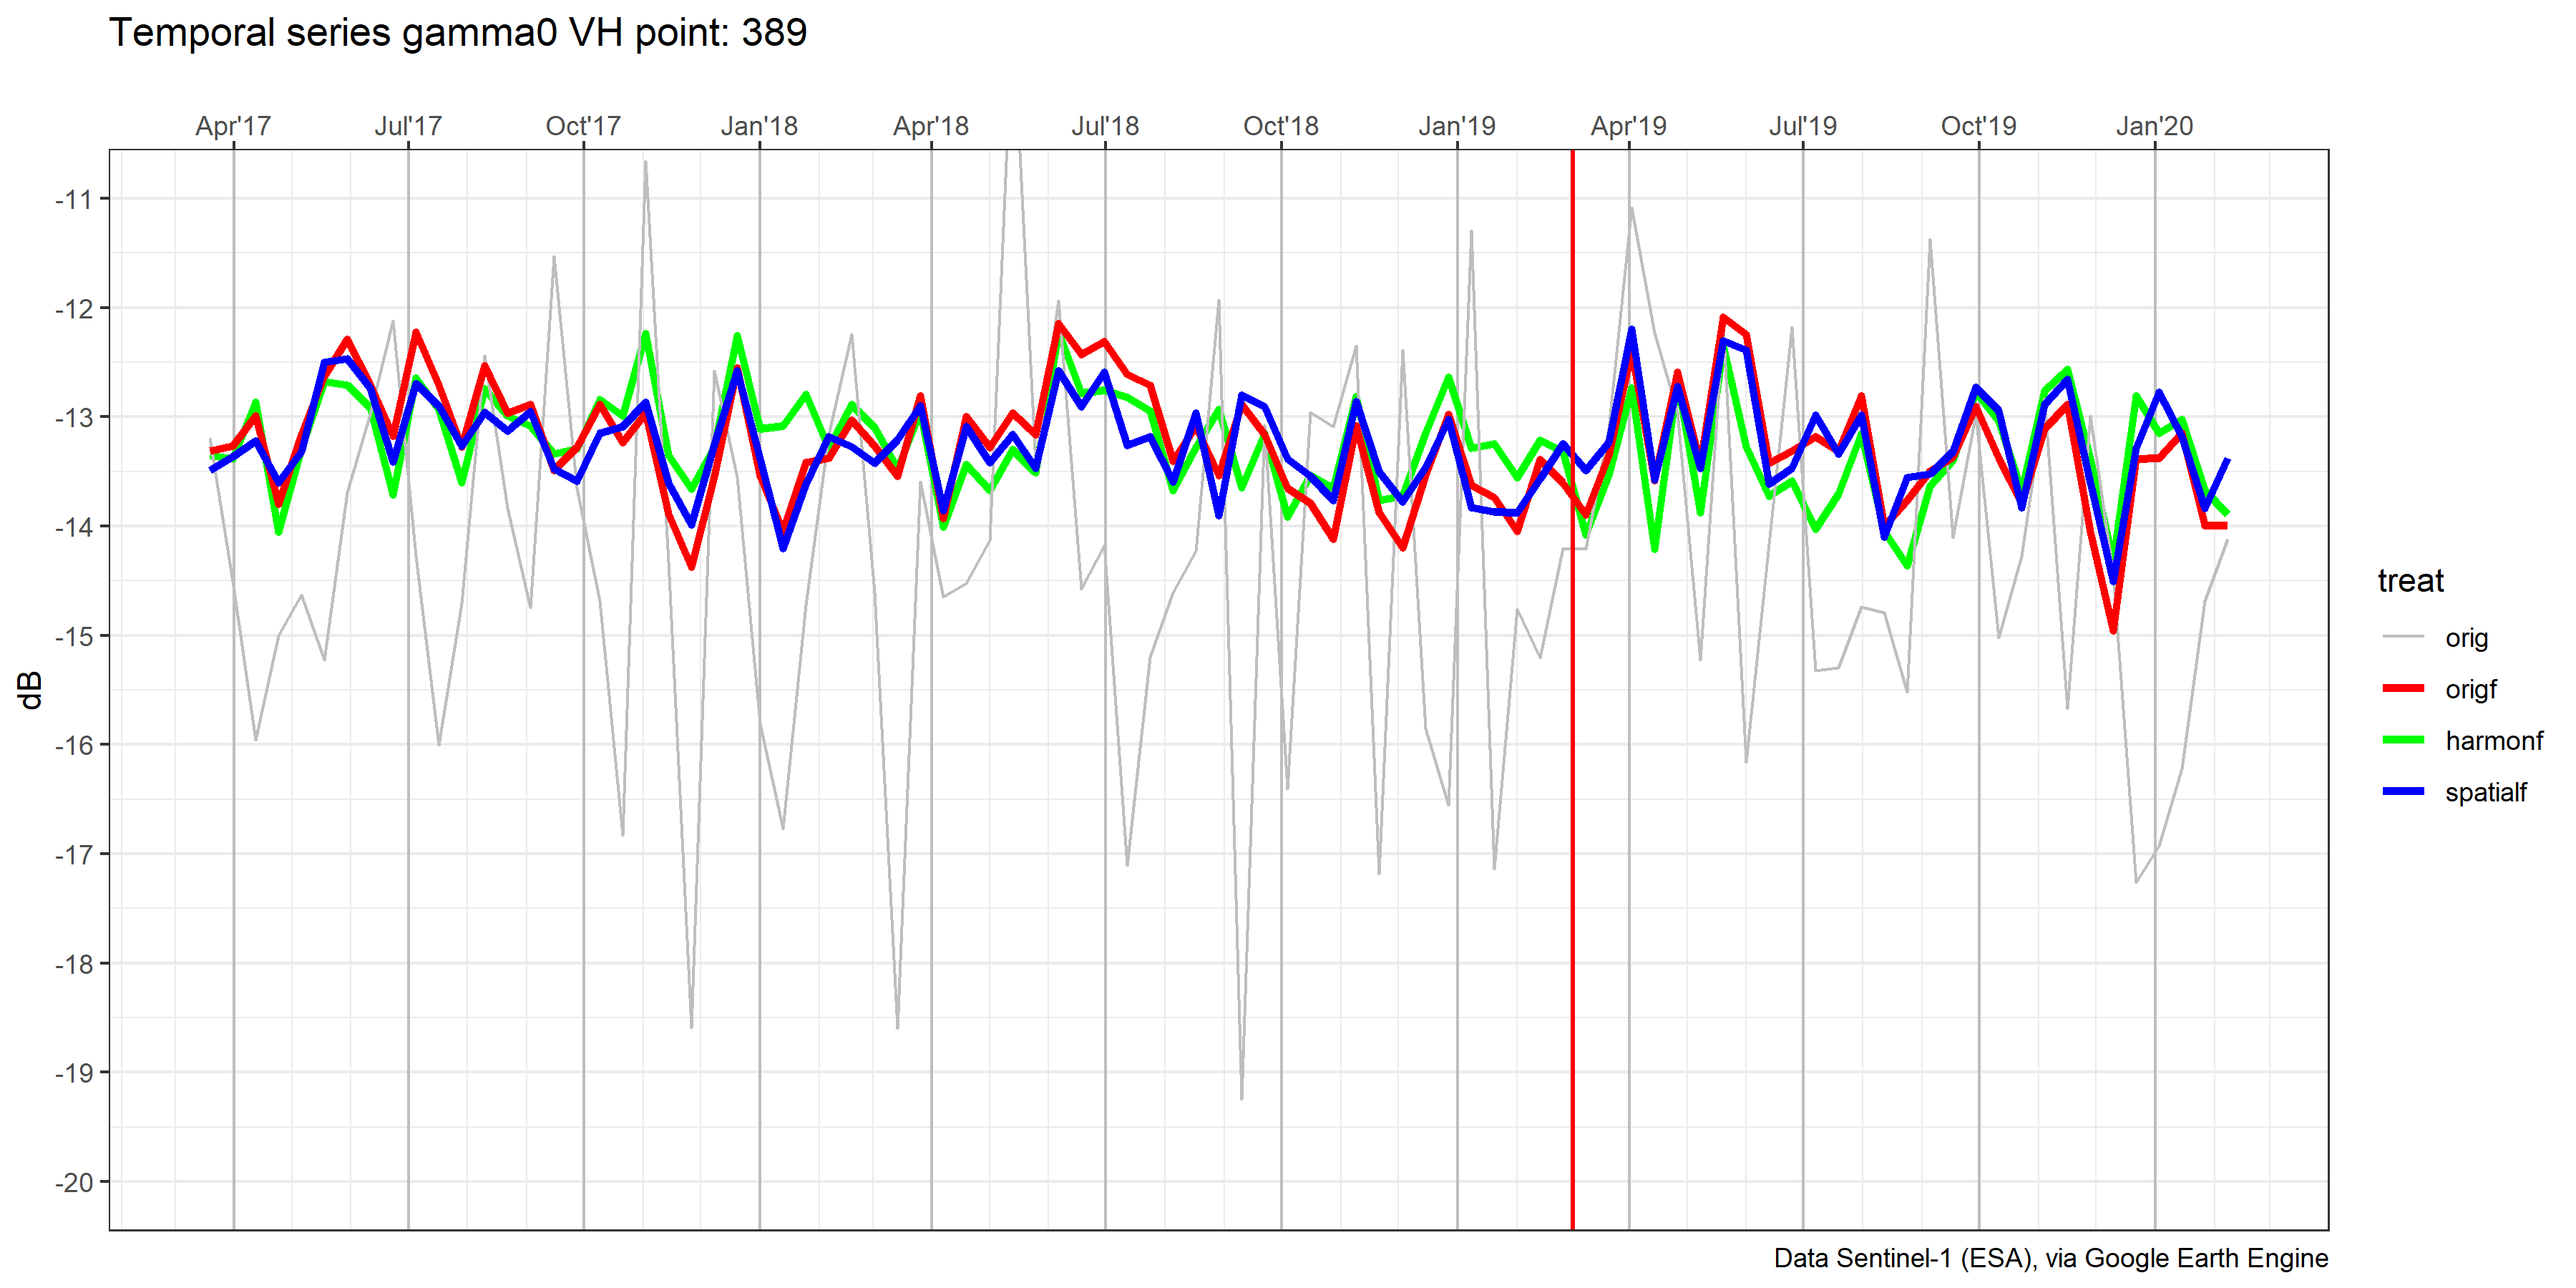 Temporal series gamma0 VH point: 389
Apr'17 Jul'17 Oct'17 Jan'18 Apr'18 Jul'18 Oct'18 Jan'19 Apr'19 Jul'19 Oct'19 Jan'20
-11
-12
-13
-14
-15
-16
-17
-18
-19
-20
dB
treat
orig
origf
harmonf
spatialf
Data Sentinel-1 (ESA), via Google Earth Engine